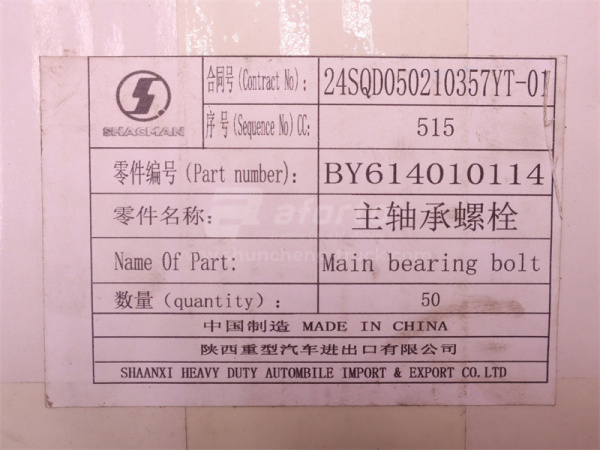 合同号(Contract No): 24SQD050210357YT-01
SHACMAN
序号(Sequence No)CC: 515
零件编号(Part number): BY614010114
零件名称: 主轴承螺栓
Name Of Part: Main bearing bolt
数量(quantity): 50
中国制造 MADE IN CHINA
陕西重型汽车进出口有限公司
SHAANXI HEAVY DUTY AUTOMBILE IMPORT & EXPORT CO.LTD